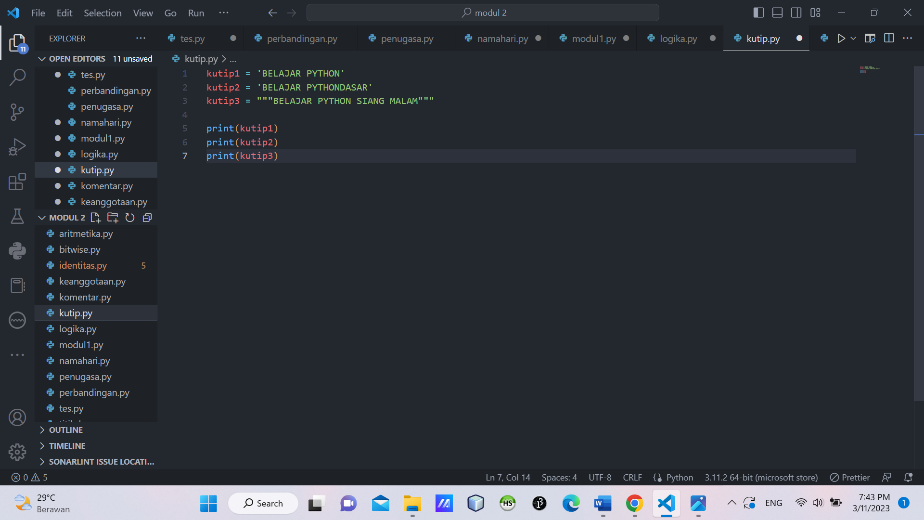 File Edit Selection View Go Run ··· modul 2
EXPLORER ···
tes.py perbandingan.py penugasa.py namahari.py modul1.py logika.py kutip.py
OPEN EDITORS 11 unsaved
tes.py
perbandingan.py
penugasa.py
namahari.py
modul1.py
logika.py
kutip.py
komentar.py
keanggotaan.py
MODUL 2
aritmetika.py
bitwise.py
identitas.py 5
keanggotaan.py
komentar.py
kutip.py
logika.py
modul1.py
namahari.py
penugasa.py
perbandingan.py
tes.py
OUTLINE
TIMELINE
SONARLINT ISSUE LOCATI...
11
kutip.py > ...
1 kutip1 = 'BELAJAR PYTHON'
2 kutip2 = 'BELAJAR PYTHONDASAR'
3 kutip3 = """BELAJAR PYTHON SIANG MALAM"""
4
5 print(kutip1)
6 print(kutip2)
7 print(kutip3)
0 5 Ln 7, Col 14 Spaces: 4 UTF-8 CRLF Python 3.11.2 64-bit (microsoft store) Prettier
29°C
Berawan
Search
ENG
7:43 PM
3/11/2023
1